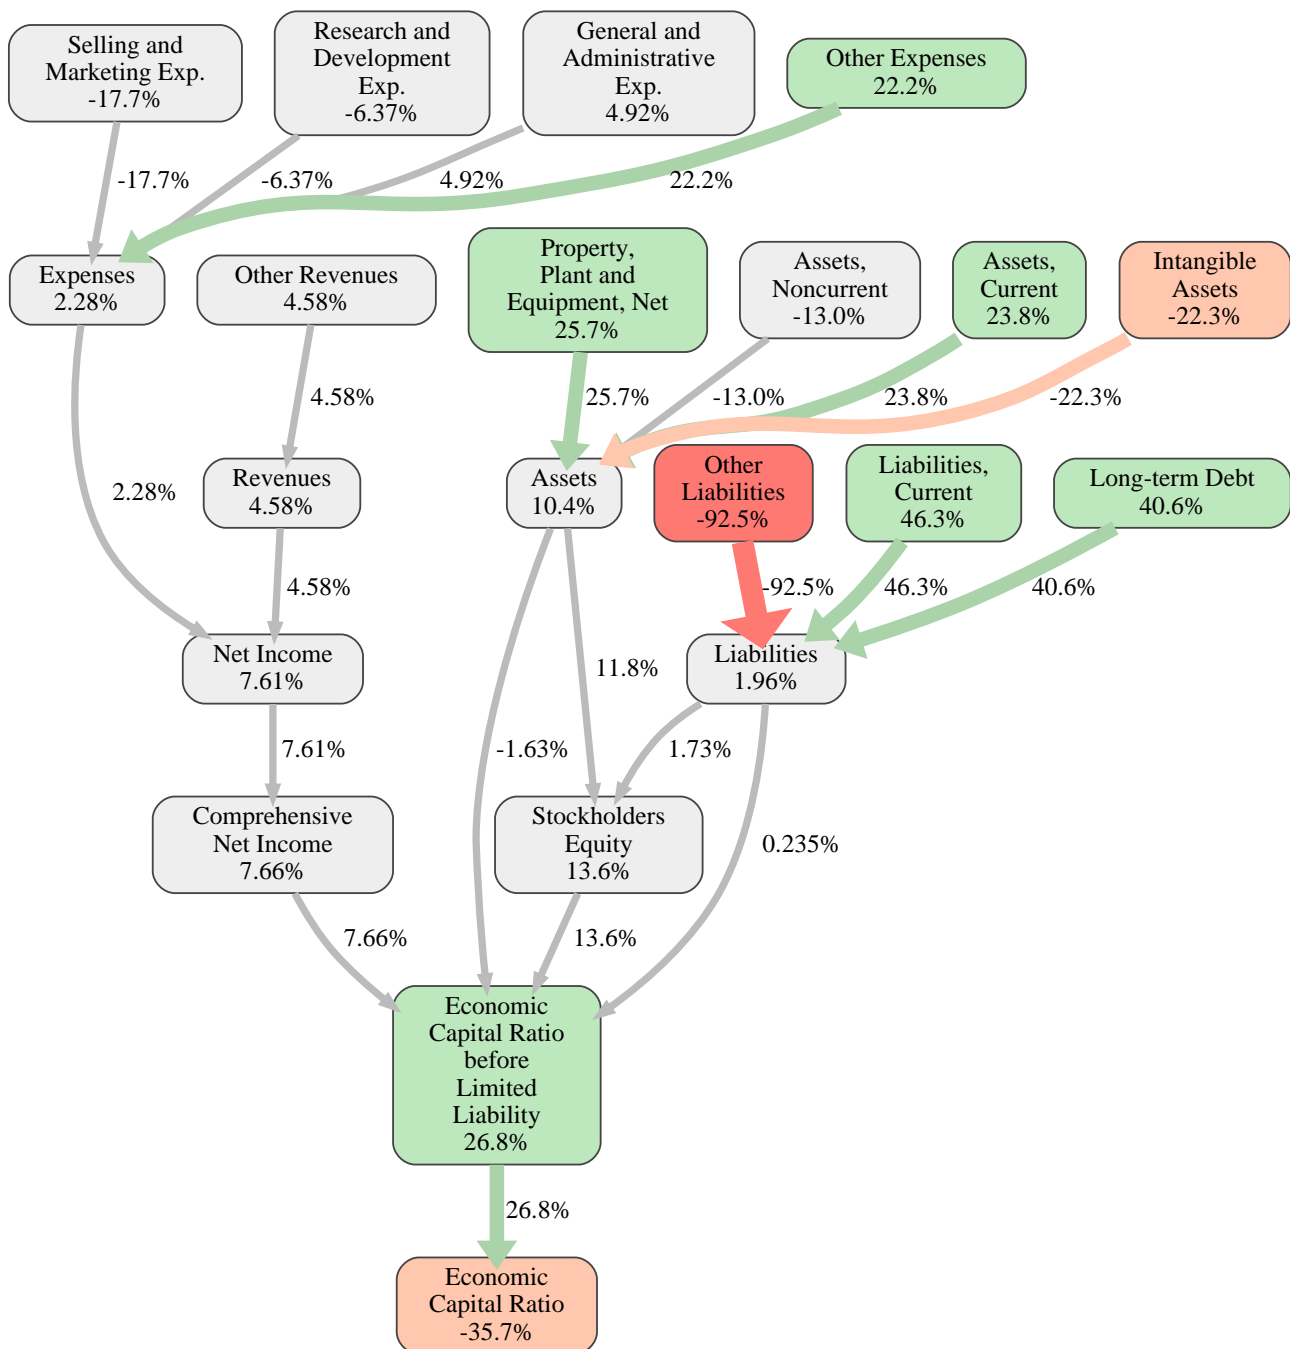 Selling and
Marketing Exp.
-17.7%
Research and
Development
Exp.
-6.37%
General and
Administrative
Exp.
4.92%
Other Expenses
22.2%
-17.7%
-6.37%
4.92%
22.2%
Expenses
2.28%
Other Revenues
4.58%
Property,
Plant and
Equipment, Net
25.7%
Assets,
Noncurrent
-13.0%
Assets,
Current
23.8%
Intangible
Assets
-22.3%
4.58%
25.7%
-13.0%
23.8%
-22.3%
2.28%
Revenues
4.58%
Assets
10.4%
Other
Liabilities
-92.5%
Liabilities,
Current
46.3%
Long-term Debt
40.6%
4.58%
-92.5%
46.3%
40.6%
Net Income
7.61%
11.8%
Liabilities
1.96%
7.61%
-1.63%
1.73%
Comprehensive
Net Income
7.66%
Stockholders
Equity
13.6%
0.235%
7.66%
13.6%
Economic
Capital Ratio
before
Limited
Liability
26.8%
26.8%
Economic
Capital Ratio
-35.7%